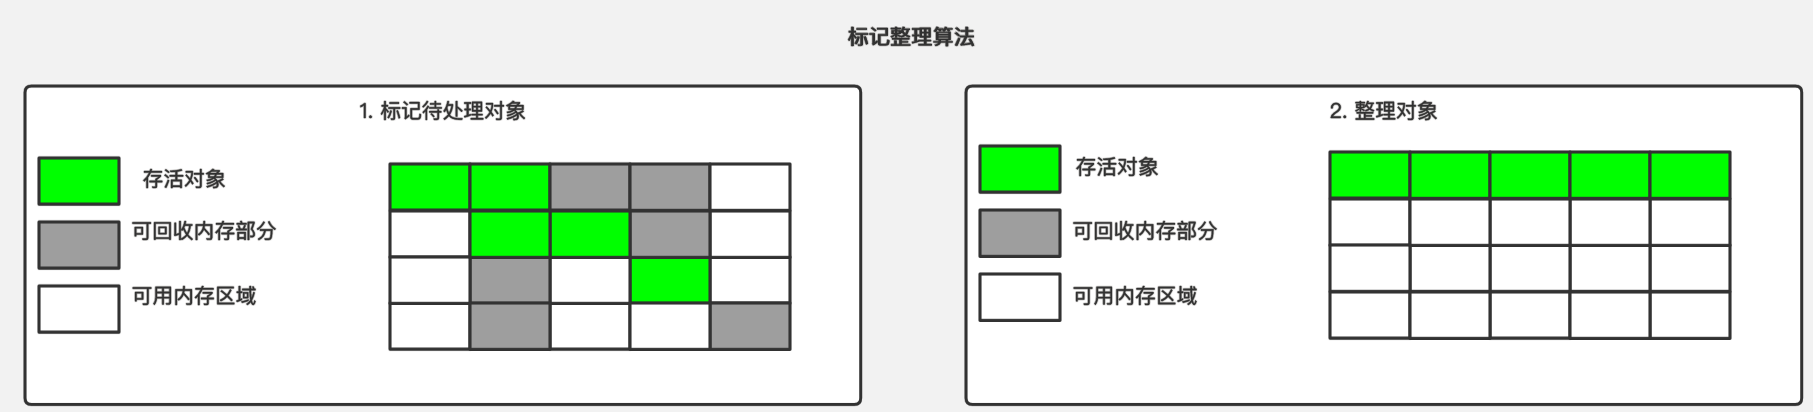 标记整理算法
1. 标记待处理对象
存活对象
可回收内存部分
可用内存区域
2. 整理对象
存活对象
可回收内存部分
可用内存区域